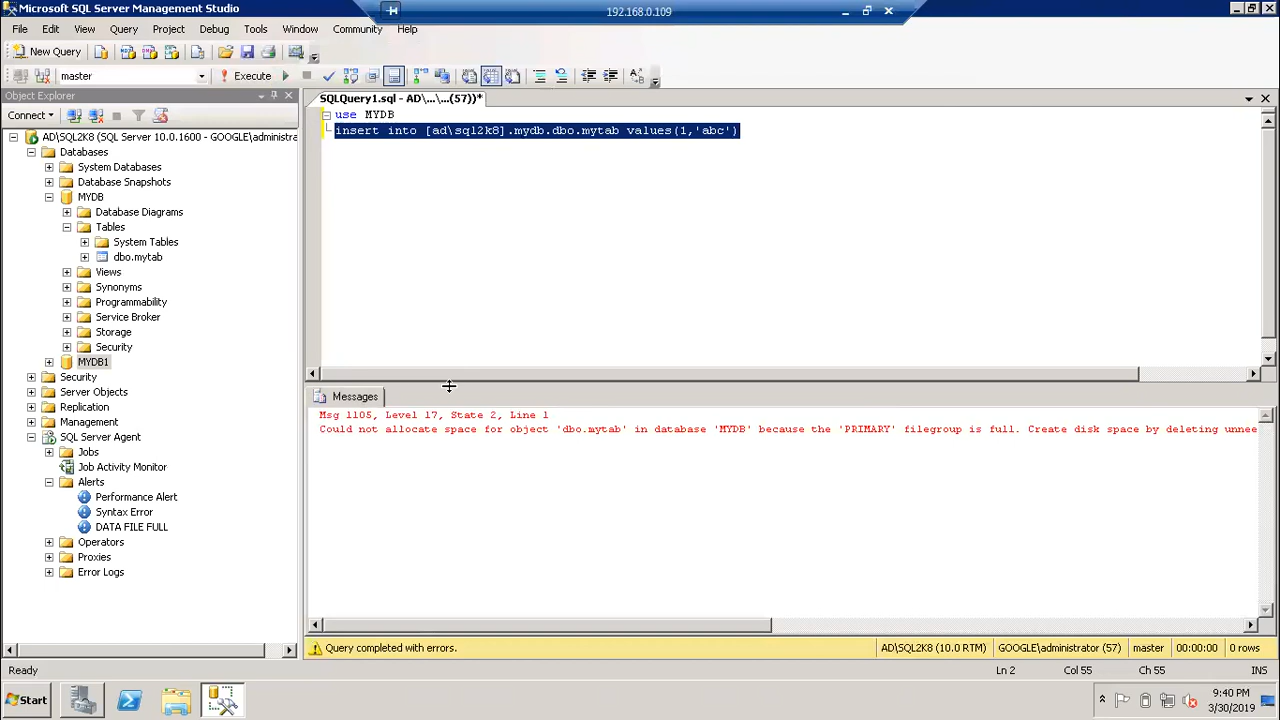 Microsoft SQL Server Management Studio
192.168.0.109
File Edit View Query Project Debug Tools Window Community Help
New Query
master Execute
Object Explorer
SQLQuery1.sql - AD\...\...(57))*
Connect
use MYDB
insert into [ad\sql2k8].mydb.dbo.mytab values(1,'abc')
AD\SQL2K8 (SQL Server 10.0.1600 - GOOGLE\administra
Databases
System Databases
Database Snapshots
MYDB
Database Diagrams
Tables
System Tables
dbo.mytab
Views
Synonyms
Programmability
Service Broker
Storage
Security
MYDB1
Security
Server Objects
Replication
Management
SQL Server Agent
Jobs
Job Activity Monitor
Alerts
Performance Alert
Syntax Error
DATA FILE FULL
Operators
Proxies
Error Logs
Messages
Msg 1105, Level 17, State 2, Line 1
Could not allocate space for object 'dbo.mytab' in database 'MYDB' because the 'PRIMARY' filegroup is full. Create disk space by deleting unnee
Query completed with errors.
AD\SQL2K8 (10.0 RTM) GOOGLE\administrator (57) master 00:00:00 0 rows
Ready
Ln 2 Col 55 Ch 55 INS
Start
9:40 PM
3/30/2019